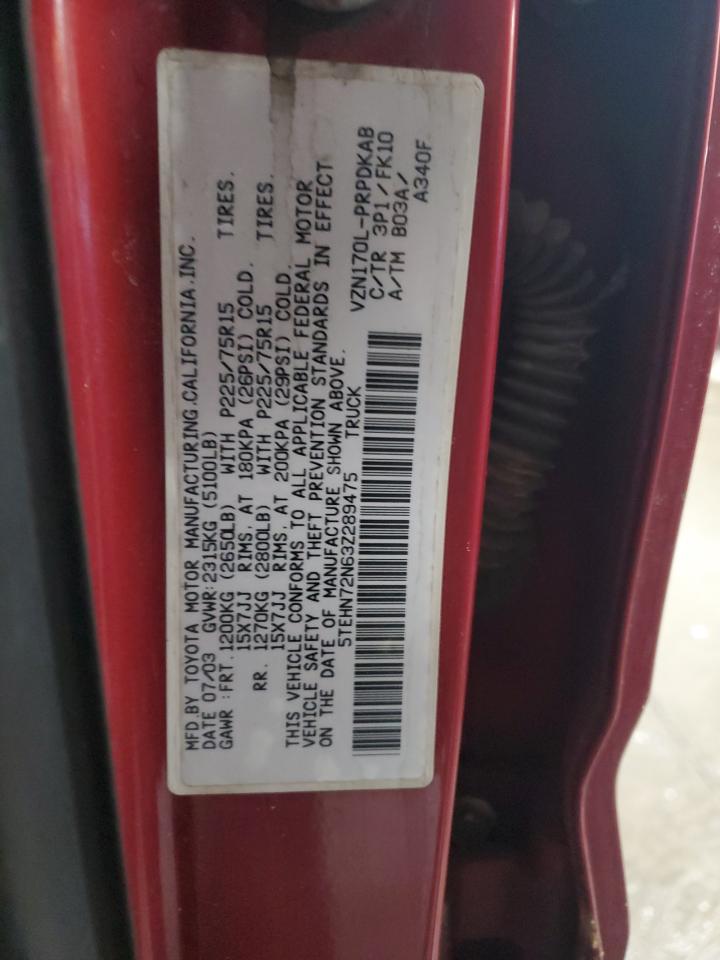 MFD.BY TOYOTA MOTOR MANUFACTURING.CALIFORNIA.INC.
DATE 07/03 GVWR:2315KG (5100LB)
GAWR :FRT.1200KG (2650LB) WITH P225/75R15 TIRES.
15X7JJ RIMS, AT 180KPA (26PSI) COLD.
RR. 1270KG (2800LB) WITH P225/75R15 TIRES.
15X7JJ RIMS, AT 200KPA (29PSI) COLD.
THIS VEHICLE CONFORMS TO ALL APPLICABLE FEDERAL MOTOR
VEHICLE SAFETY AND THEFT PREVENTION STANDARDS IN EFFECT
ON THE DATE OF MANUFACTURE SHOWN ABOVE.
5TEHN72N63Z289475 TRUCK
VZN170L-PRPDKAB
C/TR 3P1/FK10
A/TM B03A/
A340F